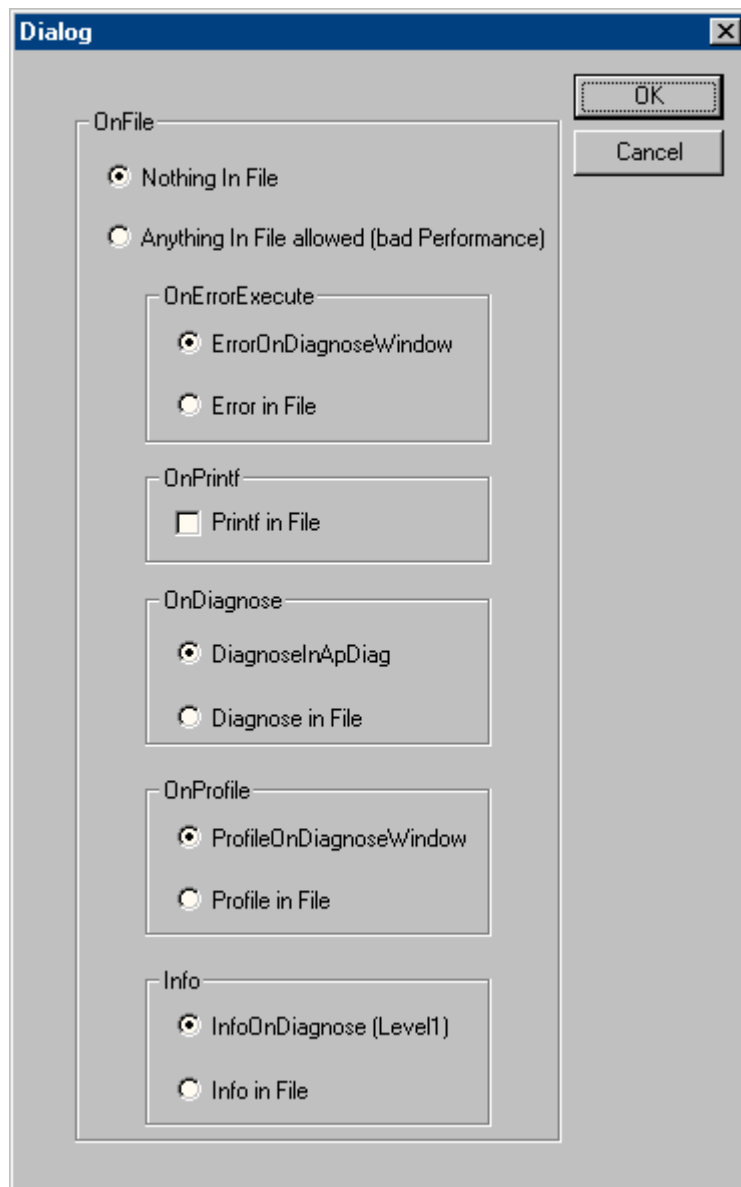 Dialog
OK
Cancel
OnFile
Nothing In File
Anything In File allowed (bad Performance)
OnErrorExecute
ErrorOnDiagnoseWindow
Error in File
OnPrintf
Printf in File
OnDiagnose
DiagnoseInApDiag
Diagnose in File
OnProfile
ProfileOnDiagnoseWindow
Profile in File
Info
InfoOnDiagnose (Level1)
Info in File